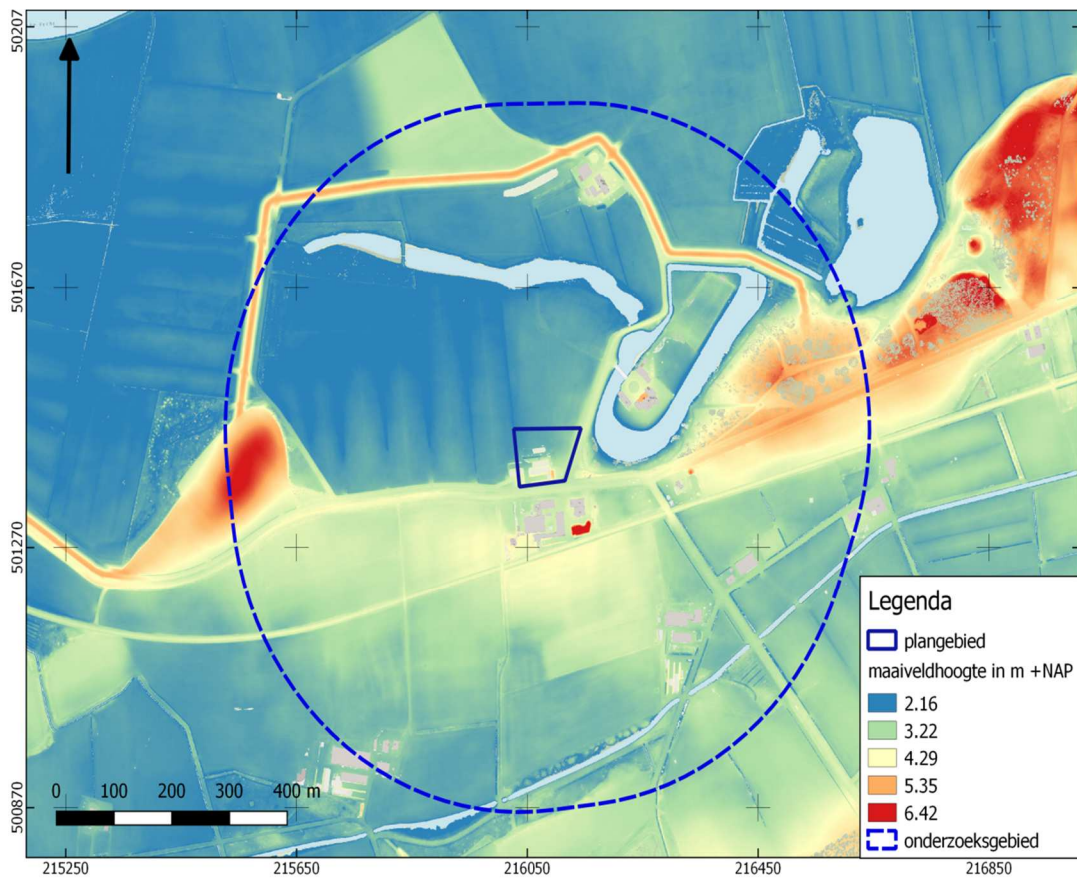 50207
501670
501270
500870
0 100 200 300 400 m
215250 215650 216050 216450 216850
Legenda
plangebied
maaiveldhoogte in m +NAP
2.16
3.22
4.29
5.35
6.42
onderzoeksgebied